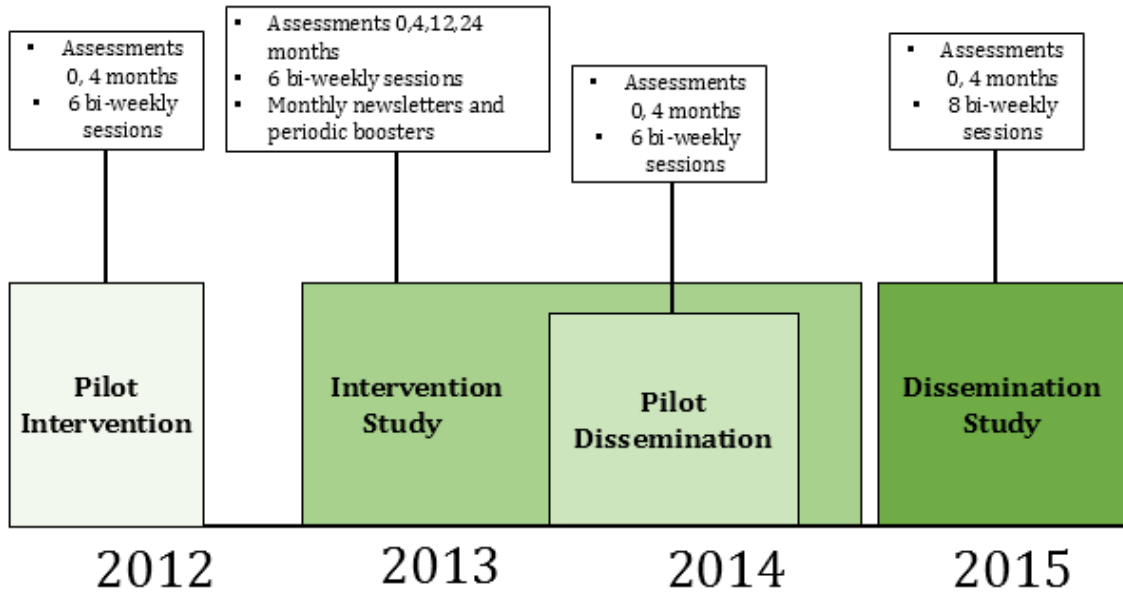 ▪ Assessments
0, 4 months
▪ 6 bi-weekly
sessions
▪ Assessments 0,4,12,24
months
▪ 6 bi-weekly sessions
▪ Monthly newsletters and
periodic boosters
▪ Assessments
0, 4 months
▪ 6 bi-weekly
sessions
▪ Assessments
0, 4 months
▪ 8 bi-weekly
sessions
Pilot
Intervention
Intervention
Study
Pilot
Dissemination
Dissemination
Study
2012
2013
2014
2015